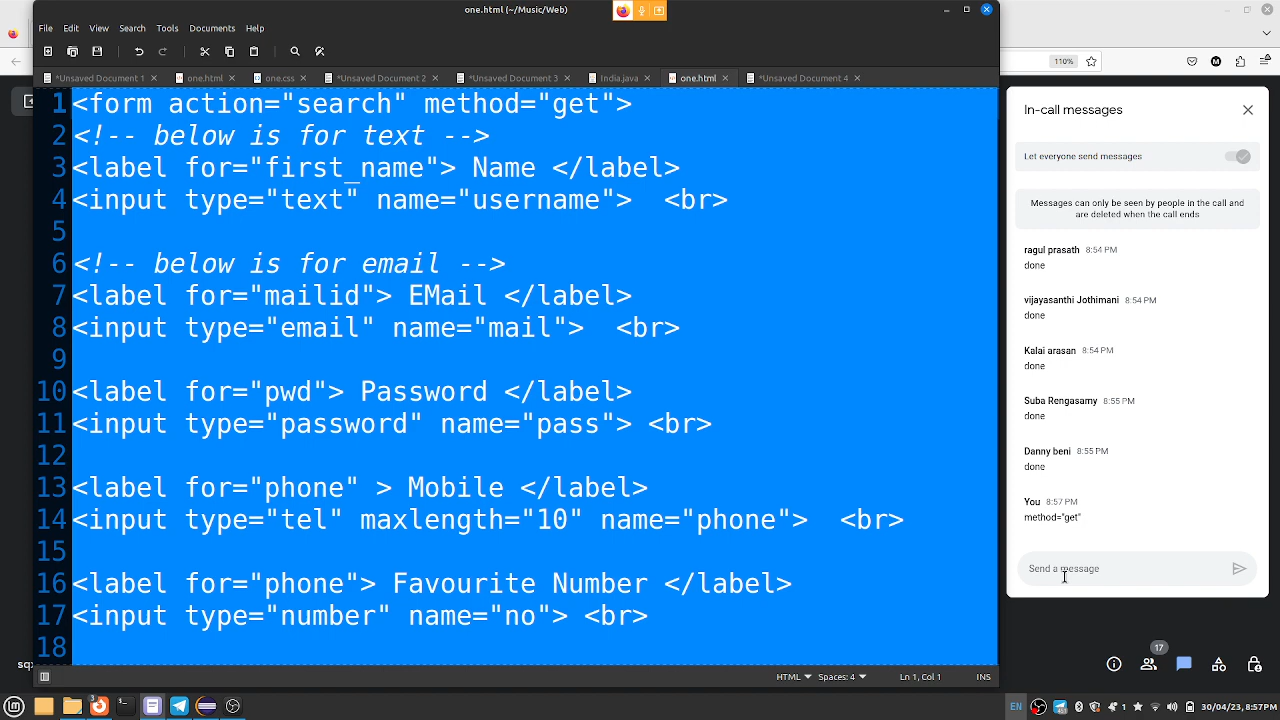 one.html (~/Music/Web)
File Edit View Search Tools Documents Help
*Unsaved Document 1
one.html
one.css
*Unsaved Document 2
*Unsaved Document 3
India.java
one.html
*Unsaved Document 4
1 <form action="search" method="get">
2 <!-- below is for text -->
3 <label for="first_name"> Name </label>
4 <input type="text" name="username">  <br>
5
6 <!-- below is for email -->
7 <label for="mailid"> EMail </label>
8 <input type="email" name="mail">  <br>
9
10 <label for="pwd"> Password </label>
11 <input type="password" name="pass"> <br>
12
13 <label for="phone" > Mobile </label>
14 <input type="tel" maxlength="10" name="phone">  <br>
15
16 <label for="phone"> Favourite Number </label>
17 <input type="number" name="no"> <br>
18
HTML Spaces: 4 Ln 1, Col 1 INS
110%
M
In-call messages
Let everyone send messages
Messages can only be seen by people in the call and
are deleted when the call ends
ragul prasath 8:54 PM
done
vijayasanthi Jothimani 8:54 PM
done
Kalai arasan 8:54 PM
done
Suba Rengasamy 8:55 PM
done
Danny beni 8:55 PM
done
You 8:57 PM
method="get"
Send a message
17
sqx
3
EN
1
30/04/23, 8:57PM